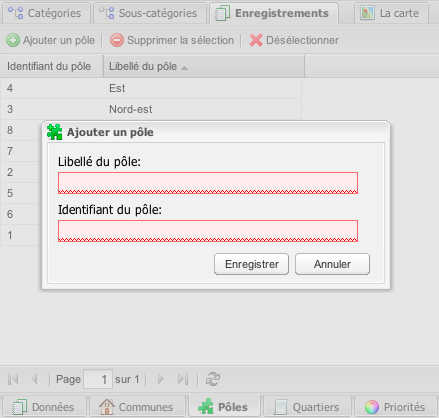 Catégories Sous-catégories Enregistrements La carte
Ajouter un pôle Supprimer la sélection Désélectionner
Identifiant du pôle Libellé du pôle
4 Est
3 Nord-est
8
7
2
5
6
1
Ajouter un pôle
Libellé du pôle:
Identifiant du pôle:
Enregistrer Annuler
Page 1 sur 1
Données Communes Pôles Quartiers Priorités